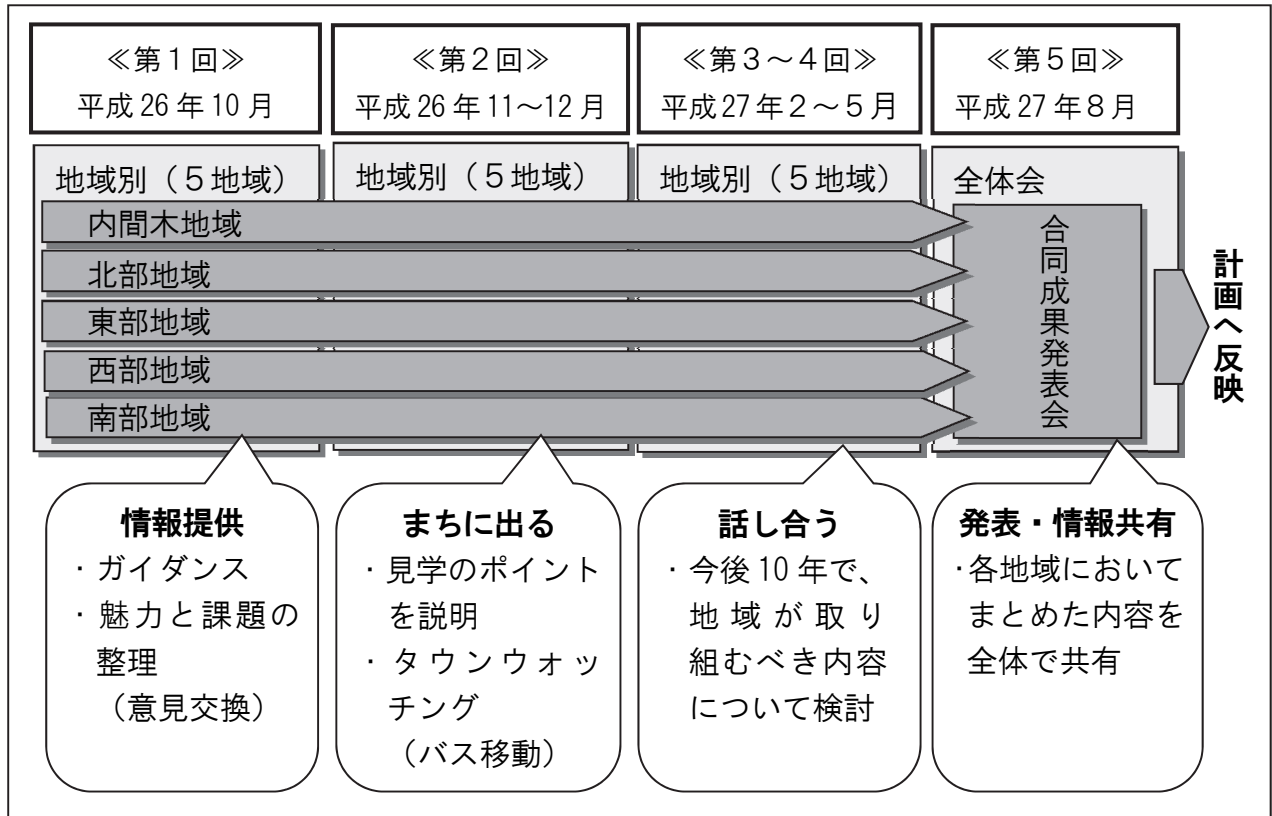 ≪第１回≫
平成 26 年 10 月
≪第２回≫
平成 26 年 11～12 月
≪第３～４回≫
平成 27 年２～５月
≪第５回≫
平成 27 年８月
地域別（５地域）
地域別（５地域）
地域別（５地域）
全体会
内間木地域
北部地域
東部地域
西部地域
南部地域
合同成果発表会
計画へ反映
情報提供
・ガイダンス
・魅力と課題の
整理
（意見交換）
まちに出る
・見学のポイント
を説明
・タウンウォッ
チング
（バス移動）
話し合う
・今後 10 年で、
地域が取り
組むべき内容
について検討
発表・情報共有
・各地域において
まとめた内容を
全体で共有